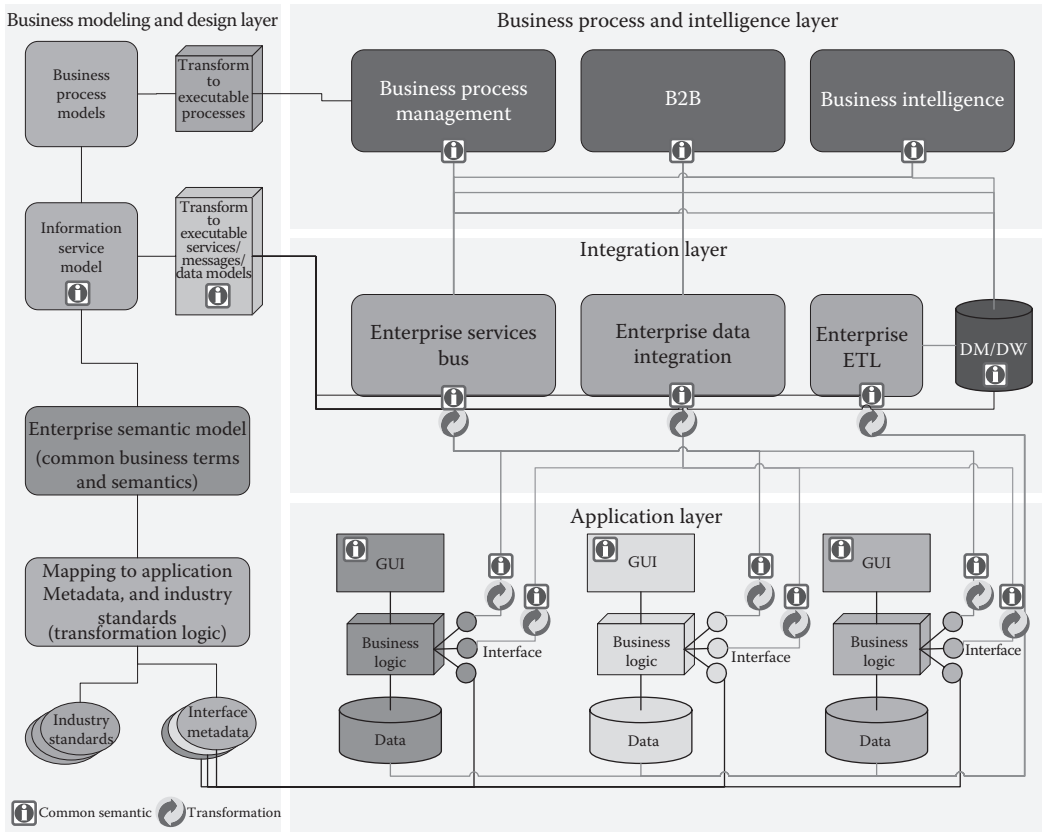 Business modeling and design layer
Business
process
models
Transform
to
executable
processes
Information
service
model
Transform
to
executable
services/
messages/
data models
Enterprise semantic model
(common business terms
and semantics)
Mapping to application
Metadata, and industry
standards
(transformation logic)
Industry
standards
Interface
metadata
Common semantic
Transformation
Business process and intelligence layer
Business process
management
B2B
Business intelligence
Integration layer
Enterprise services
bus
Enterprise data
integration
Enterprise
ETL
DM/DW
Application layer
GUI
Business
logic
Interface
Data
GUI
Business
logic
Interface
Data
GUI
Business
logic
Interface
Data